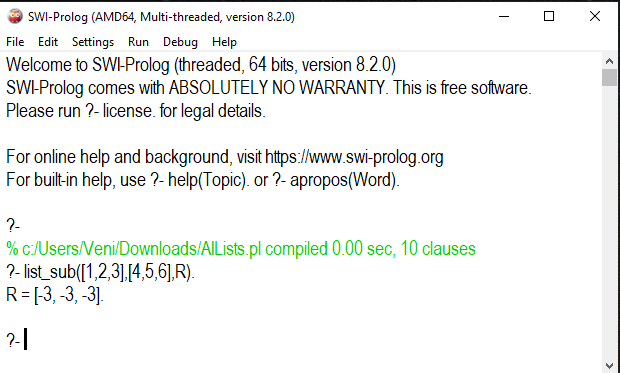 SWI-Prolog (AMD64, Multi-threaded, version 8.2.0)
File Edit Settings Run Debug Help
Welcome to SWI-Prolog (threaded, 64 bits, version 8.2.0)
SWI-Prolog comes with ABSOLUTELY NO WARRANTY. This is free software.
Please run ?- license. for legal details.
For online help and background, visit https://www.swi-prolog.org
For built-in help, use ?- help(Topic). or ?- apropos(Word).
?-
% c:/Users/Veni/Downloads/AILists.pl compiled 0.00 sec, 10 clauses
?- list_sub([1,2,3],[4,5,6],R).
R = [-3, -3, -3].
?-